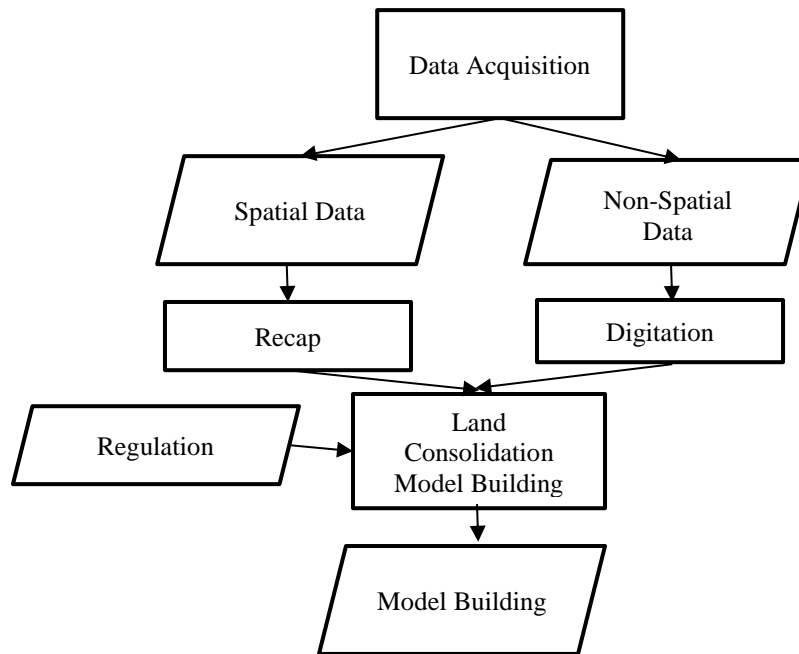 Data Acquisition
Spatial Data
Non-Spatial
Data
Recap
Digitation
Regulation
Land
Consolidation
Model Building
Model Building